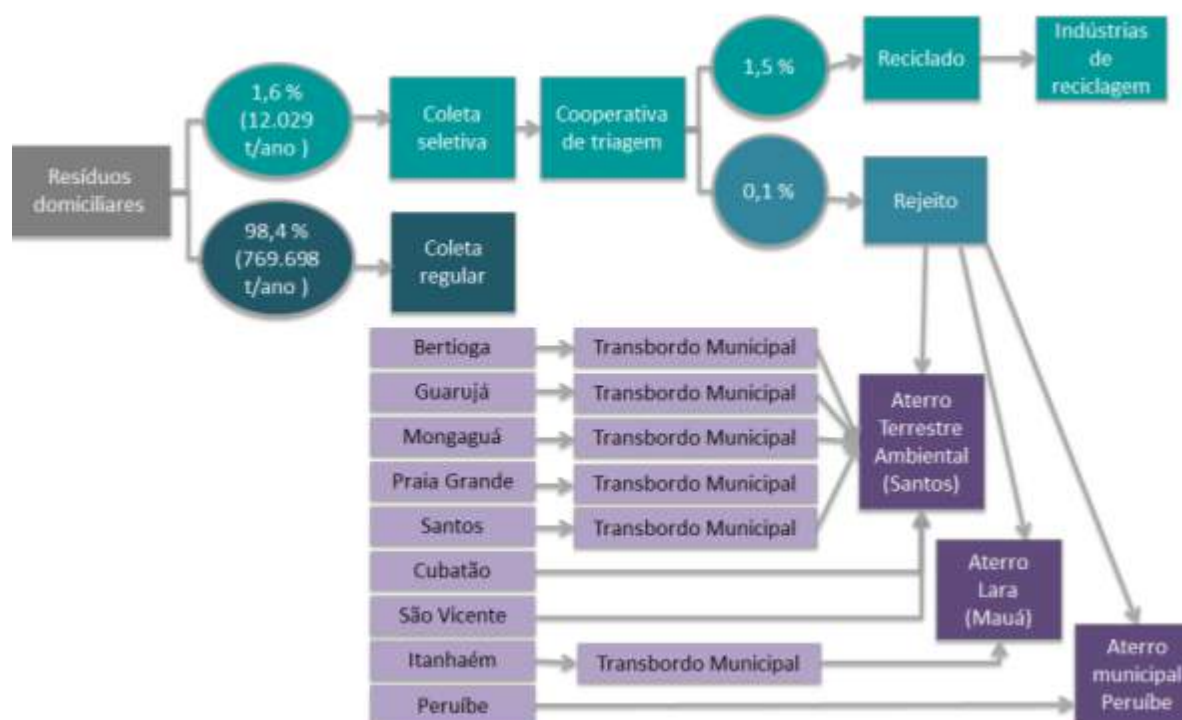 Resíduos
domiciliares
1,6 %
(12.029
t/ano )
Coleta
seletiva
Cooperativa
de triagem
1,5 %
Reciclado
Indústrias
de
reciclagem
0,1 %
Rejeito
98,4 %
(769.698
t/ano )
Coleta
regular
Bertioga
Transbordo Municipal
Guarujá
Transbordo Municipal
Mongaguá
Transbordo Municipal
Praia Grande
Transbordo Municipal
Santos
Transbordo Municipal
Cubatão
São Vicente
Itanhaém
Transbordo Municipal
Peruíbe
Aterro
Terrestre
Ambiental
(Santos)
Aterro
Lara
(Mauá)
Aterro
municipal
Peruíbe